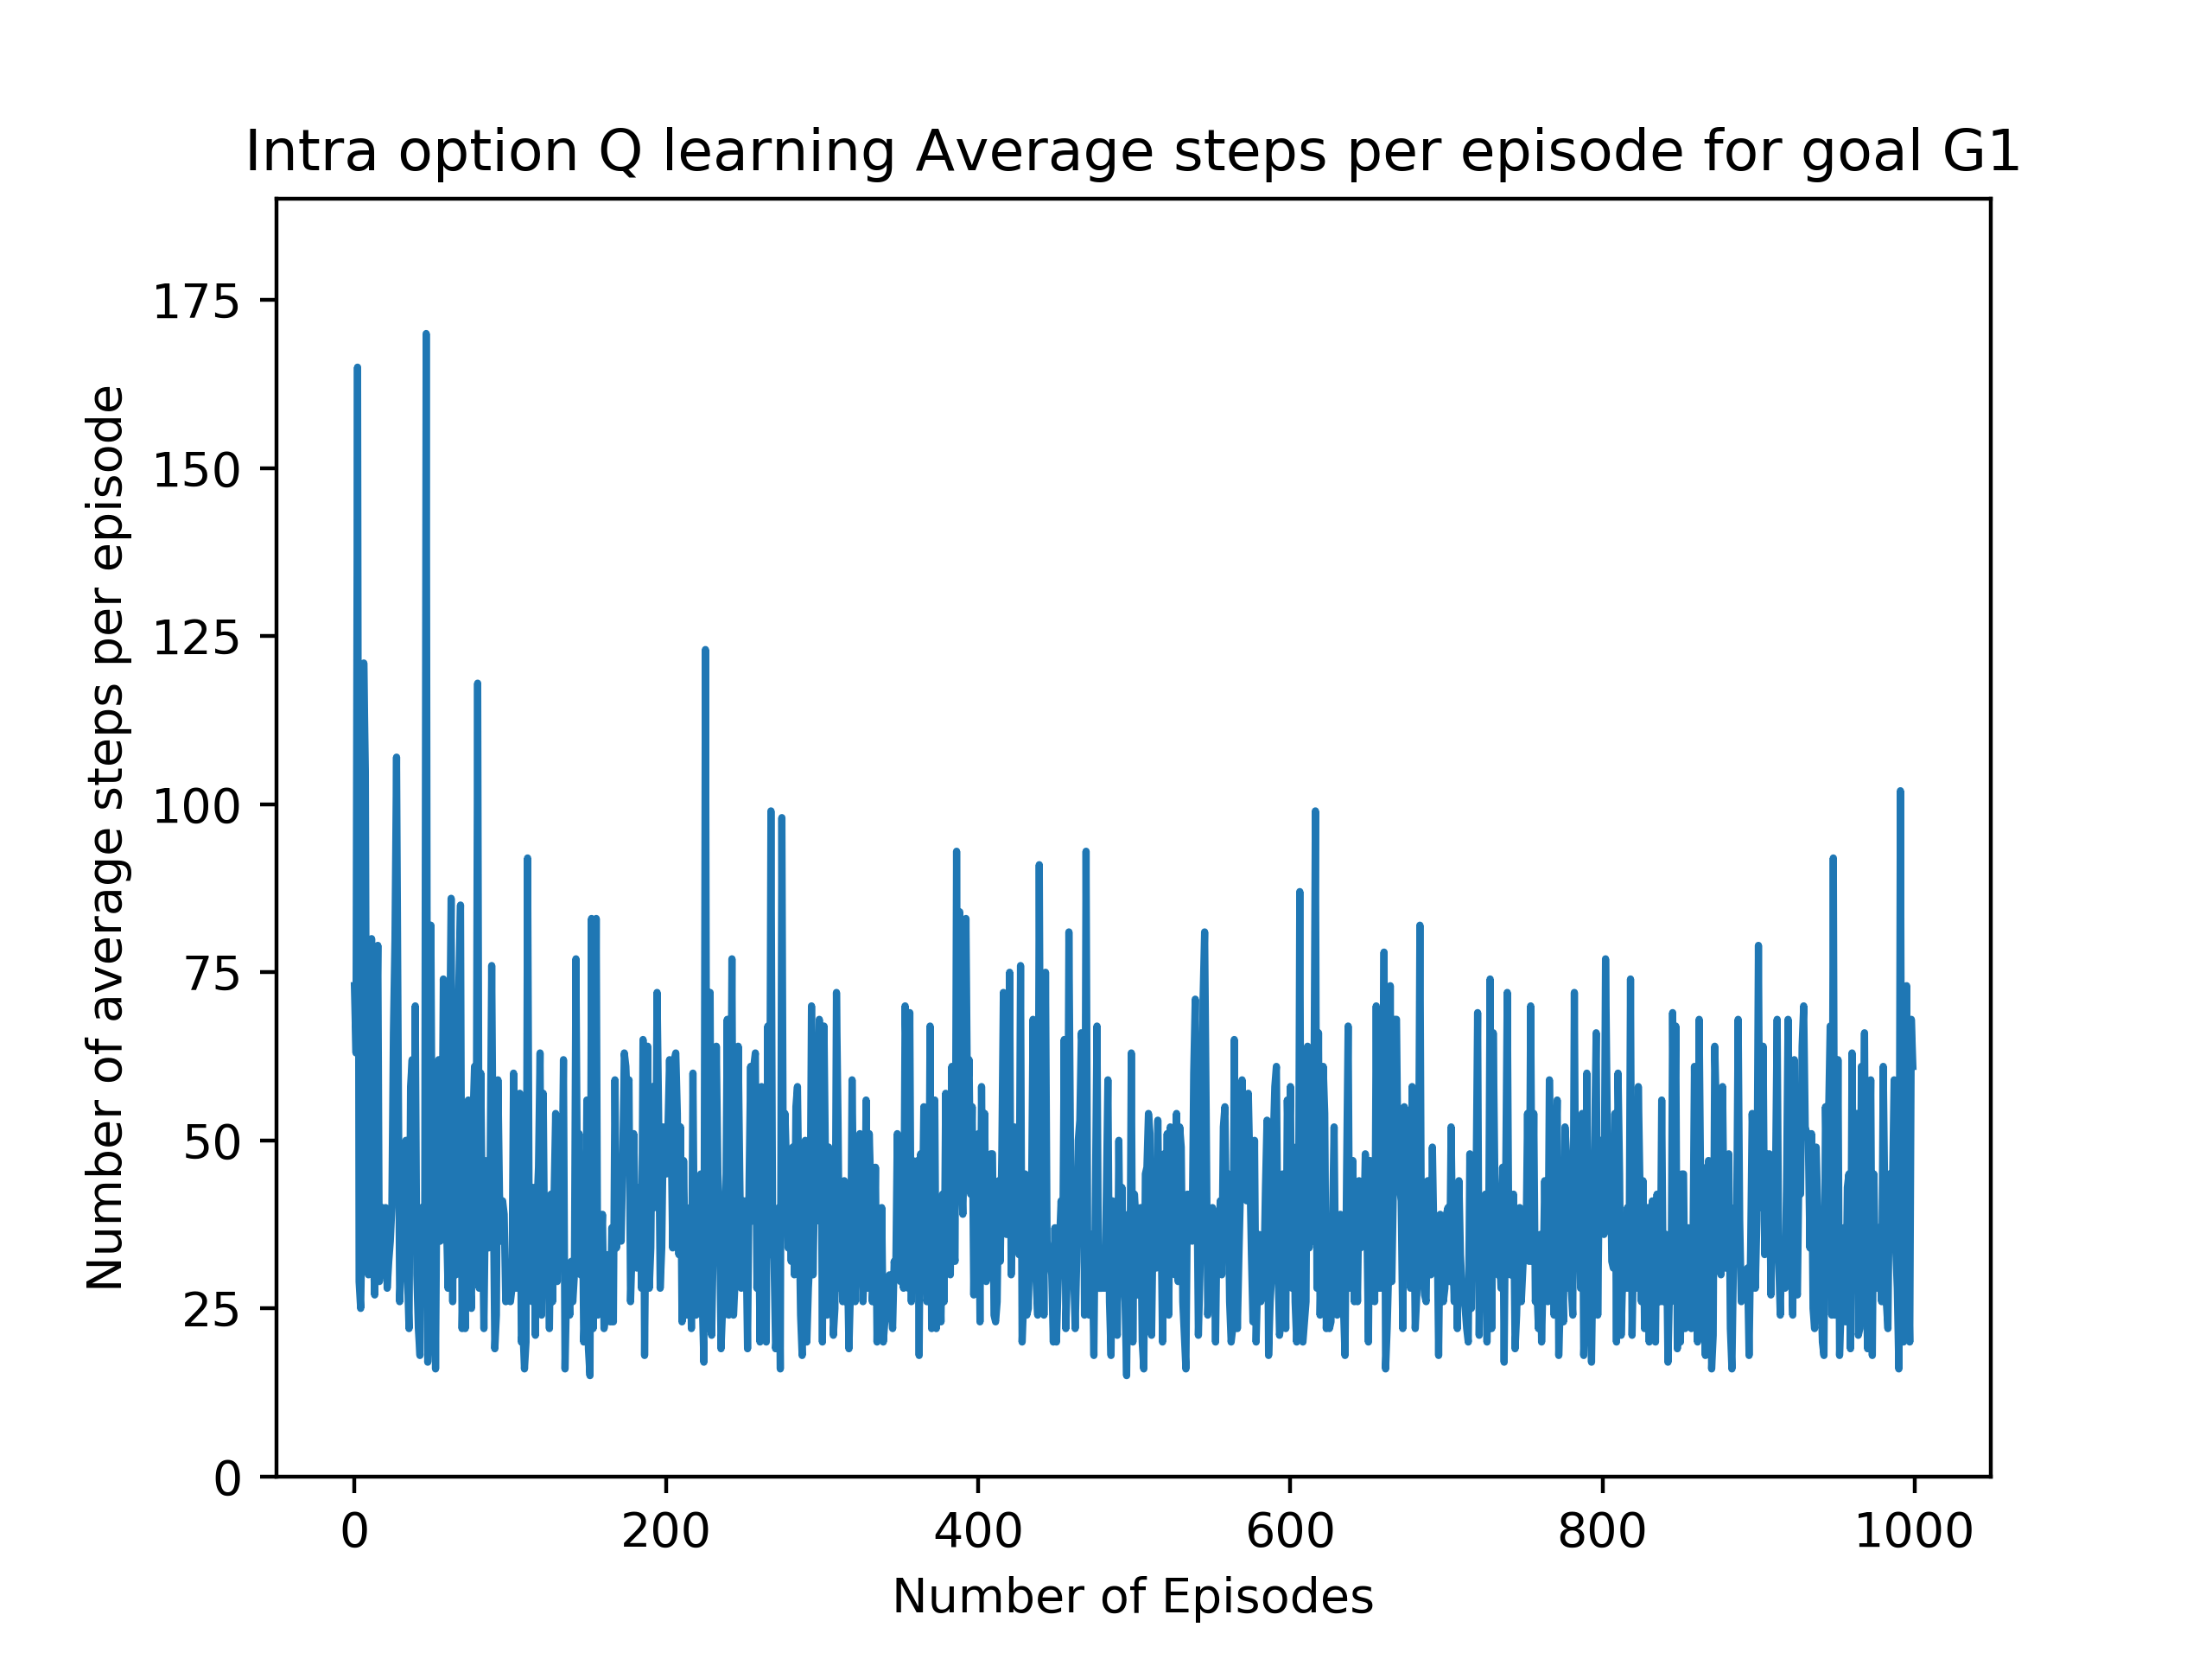 Intra option Q learning Average steps per episode for goal G1
Number of average steps per episode
175
150
125
100
75
50
25
0
0 200 400 600 800 1000
Number of Episodes